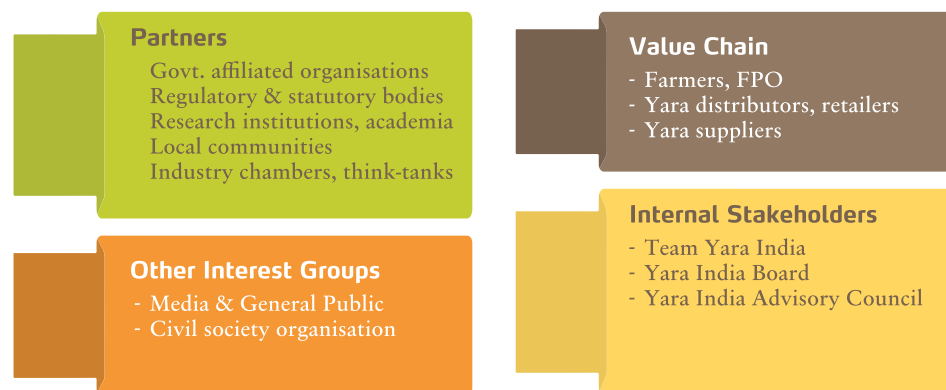 Partners
Govt. affiliated organisations
Regulatory & statutory bodies
Research institutions, academia
Local communities
Industry chambers, think-tanks
Value Chain
- Farmers, FPO
- Yara distributors, retailers
- Yara suppliers
Other Interest Groups
- Media & General Public
- Civil society organisation
Internal Stakeholders
- Team Yara India
- Yara India Board
- Yara India Advisory Council